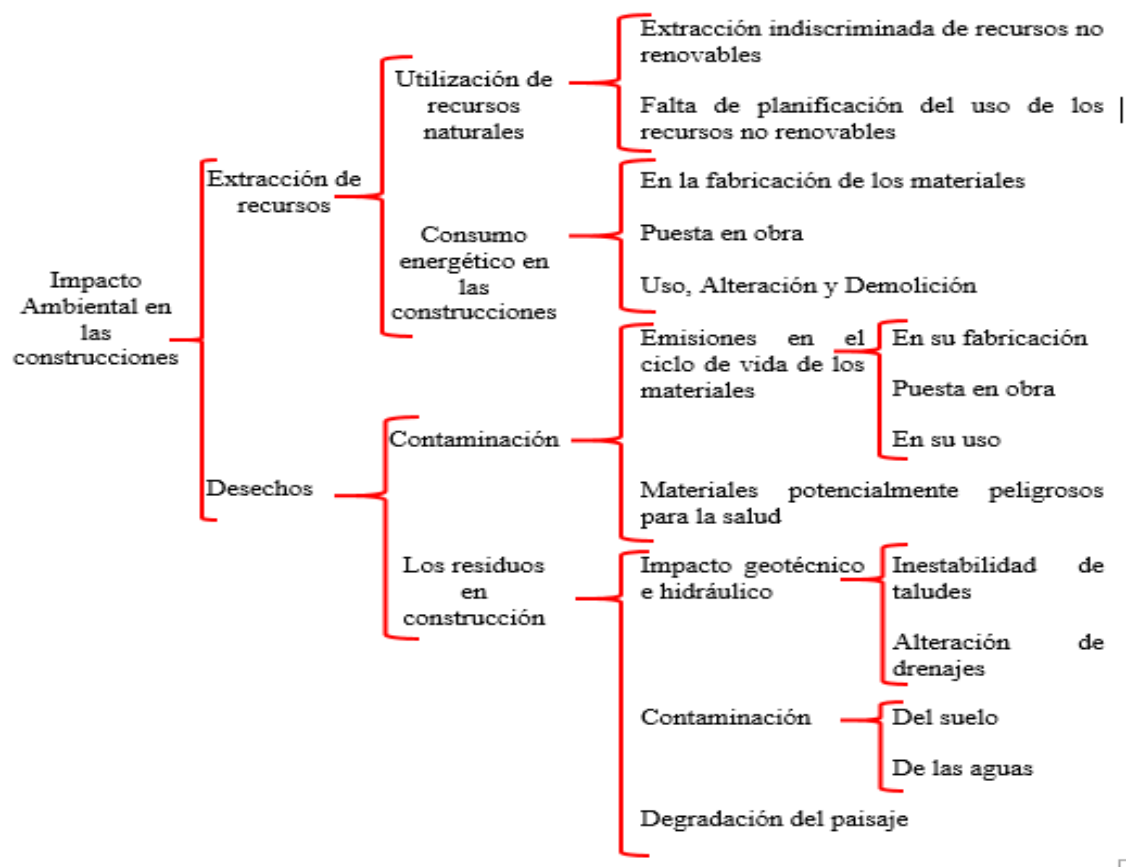 Impacto
Ambiental en
las
construcciones
Extracción de
recursos
Utilización de
recursos
naturales
Extracción indiscriminada de recursos no
renovables
Falta de planificación del uso de los
recursos no renovables
Consumo
energético en
las
construcciones
En la fabricación de los materiales
Puesta en obra
Uso, Alteración y Demolición
Desechos
Contaminación
Emisiones en el
ciclo de vida de los
materiales
En su fabricación
Puesta en obra
En su uso
Materiales potencialmente peligrosos
para la salud
Los residuos
en
construcción
Impacto geotécnico
e hidráulico
Inestabilidad de
taludes
Alteración de
drenajes
Contaminación
Del suelo
De las aguas
Degradación del paisaje